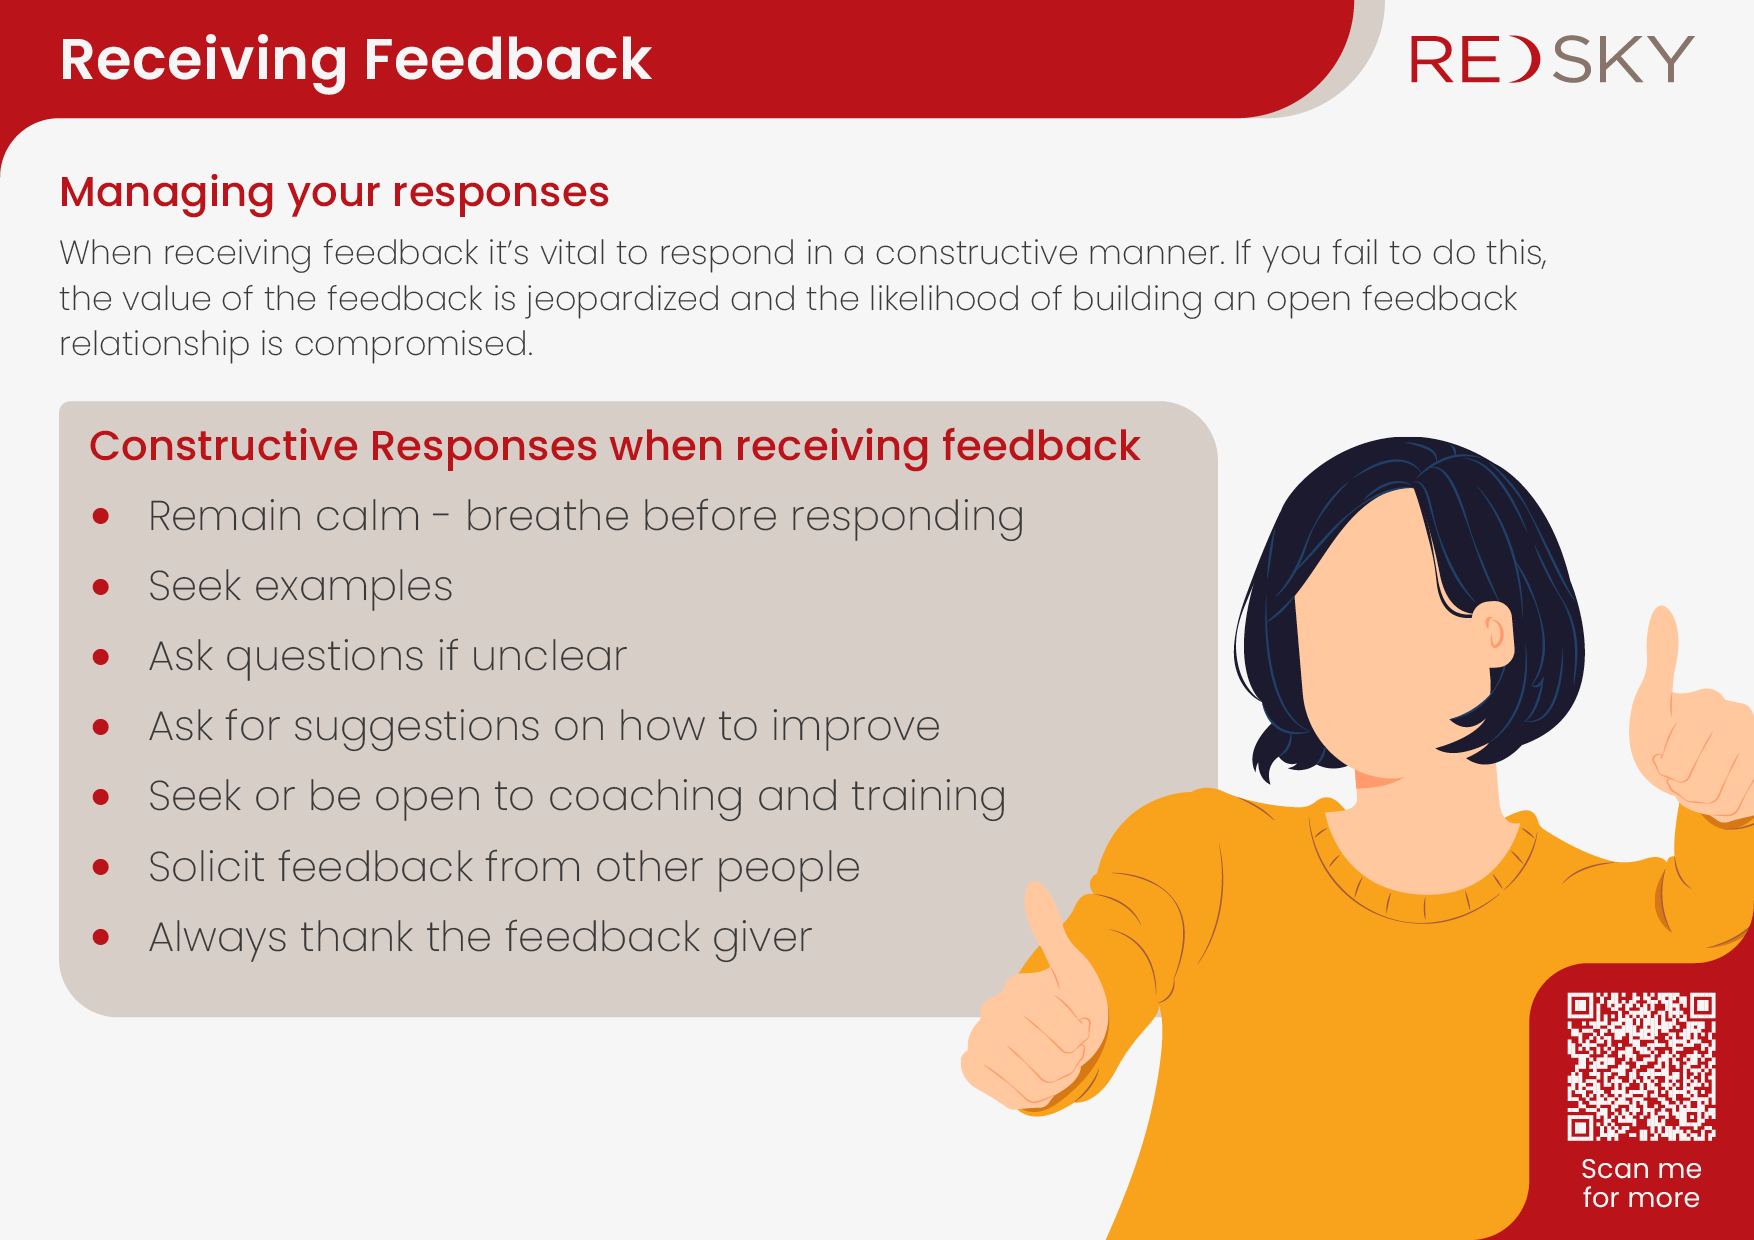 Receiving Feedback
RED SKY
Managing your responses
When receiving feedback it’s vital to respond in a constructive manner. If you fail to do this,
the value of the feedback is jeopardized and the likelihood of building an open feedback
relationship is compromised.
Constructive Responses when receiving feedback
• Remain calm - breathe before responding
• Seek examples
• Ask questions if unclear
• Ask for suggestions on how to improve
• Seek or be open to coaching and training
• Solicit feedback from other people
• Always thank the feedback giver
Scan me
for more